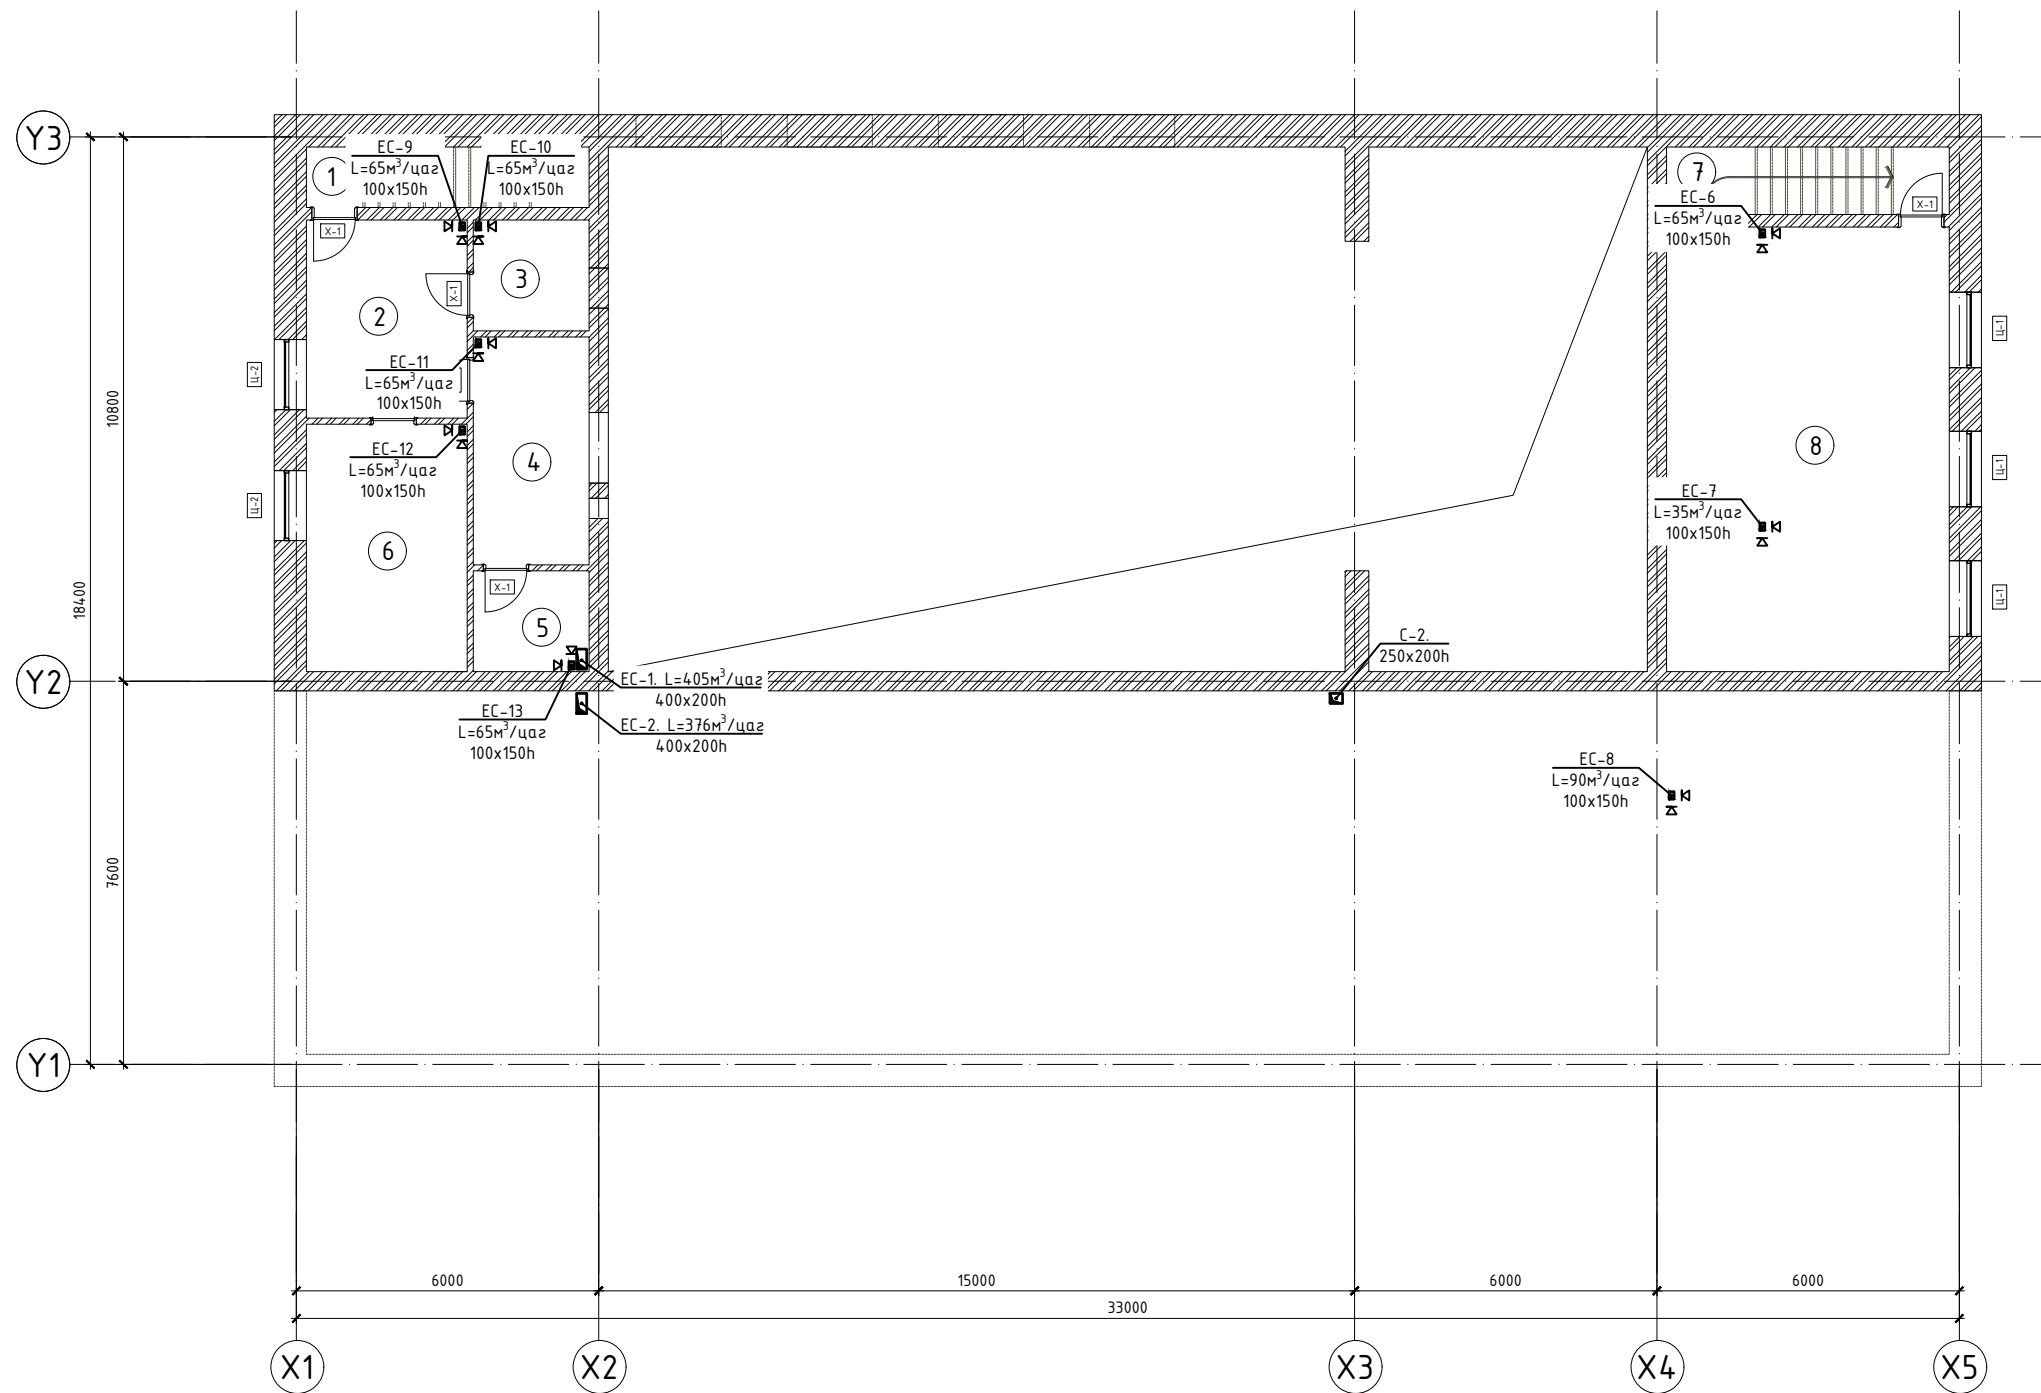 Y3
EC-9
L=65м³/цаг
100x150h
EC-10
L=65м³/цаг
100x150h
1
7
EC-6
L=65м³/цаг
100x150h
X-1
X-1
3
X-1
2
Ц-1
EC-11
L=65м³/цаг
100x150h
Ц-2
10800
EC-12
L=65м³/цаг
100x150h
4
8
Ц-1
Ц-2
EC-7
L=35м³/цаг
100x150h
6
18400
X-1
Ц-1
5
C-2.
250x200h
Y2
EC-1. L=405м³/цаг
400x200h
EC-13
L=65м³/цаг
100x150h
EC-2. L=376м³/цаг
400x200h
EC-8
L=90м³/цаг
100x150h
7600
Y1
6000
15000
6000
6000
33000
X1
X2
X3
X4
X5